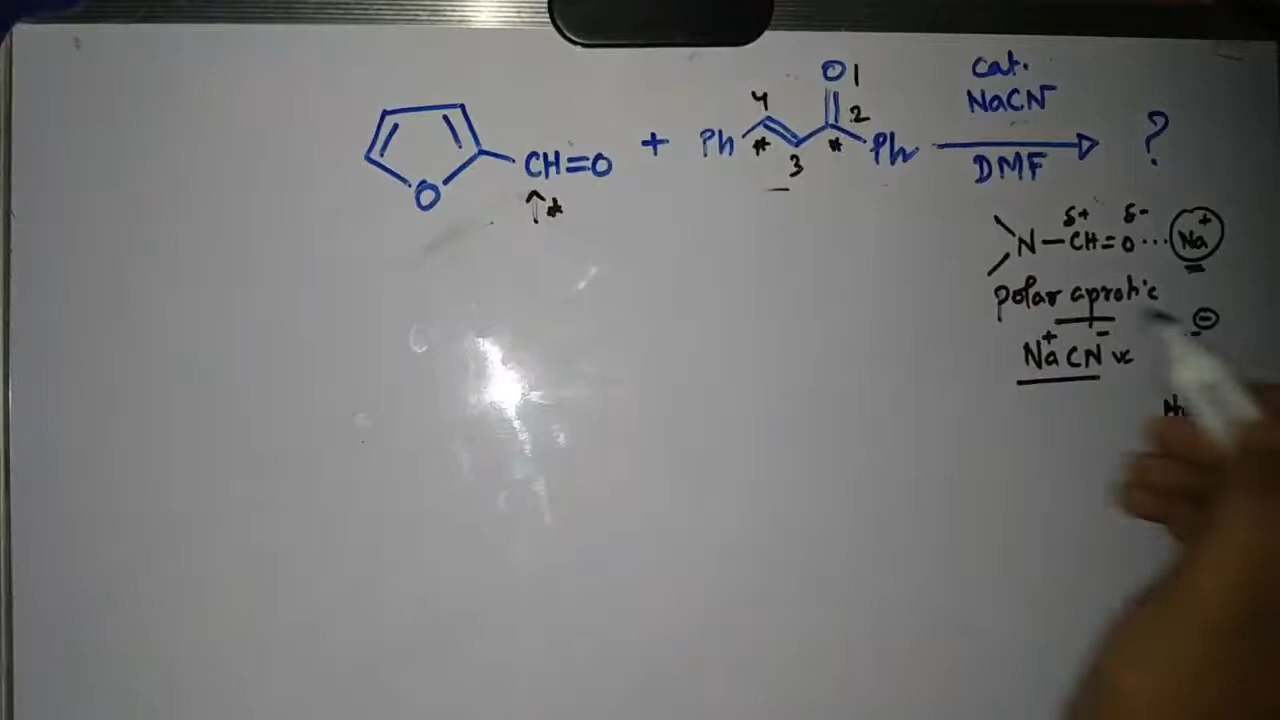 O 1
cat.
4
NaCN
2
O CH=O + Ph * 3 * Ph DMF ?
↑*
δ+ δ-
N—CH=O···Na+
polar aprotic
⊖
Na+CN-